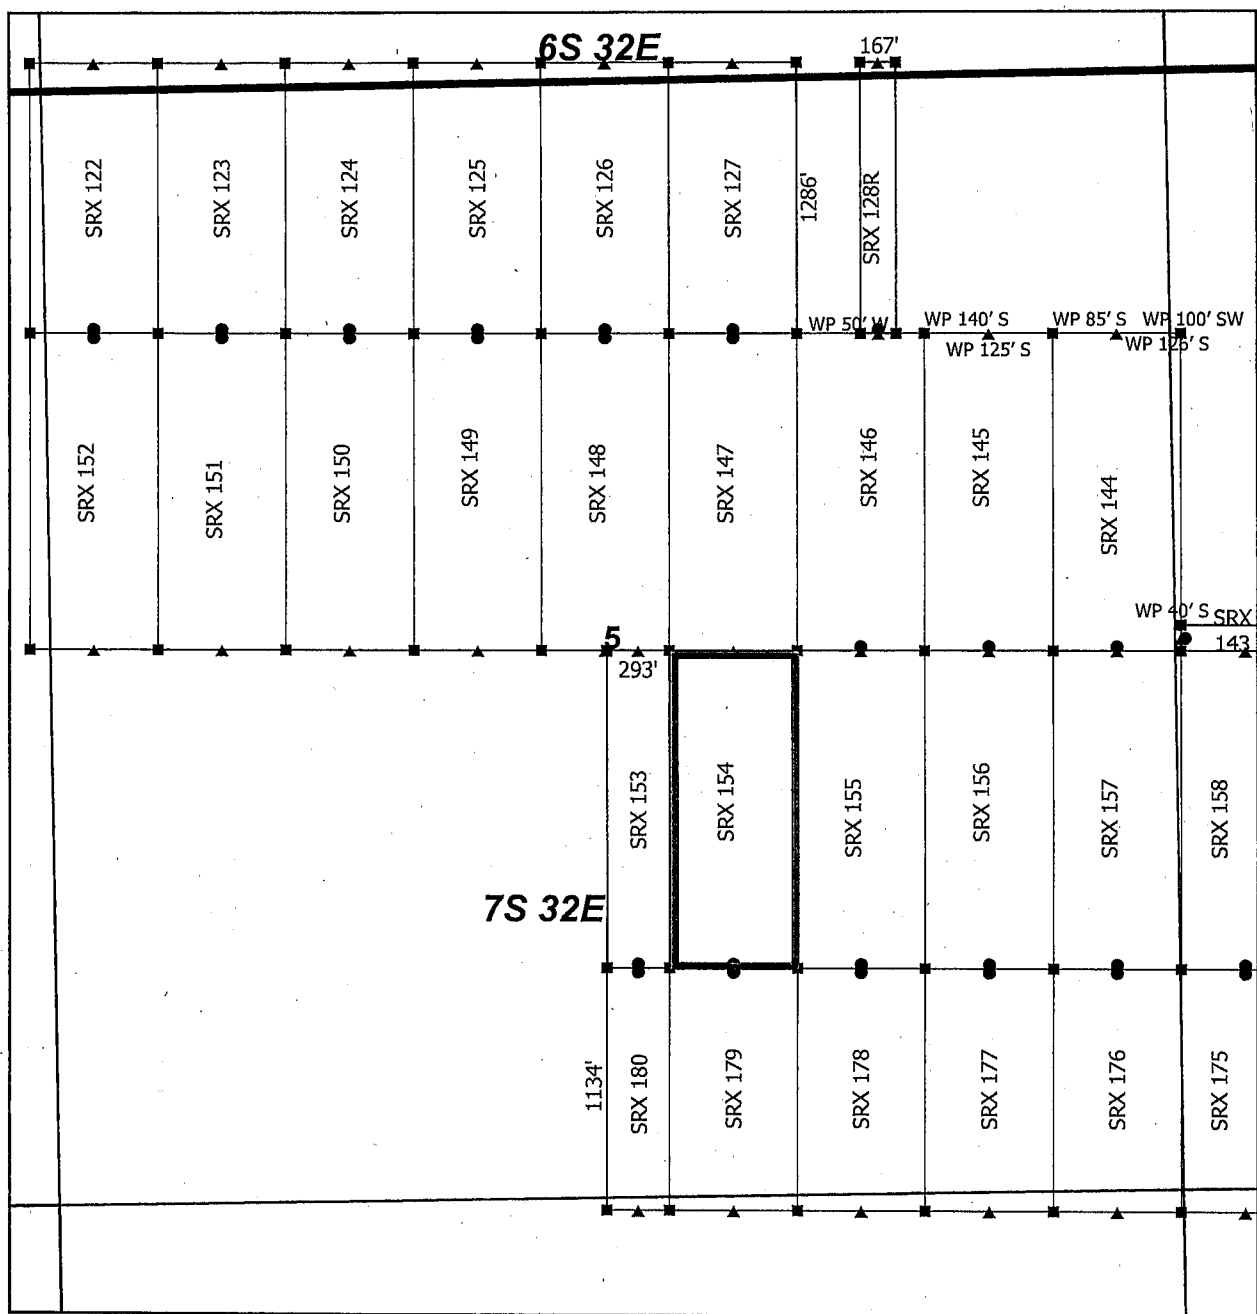 6S 32E
167'
SRX 122
SRX 123
SRX 124
SRX 125
SRX 126
SRX 127
1286'
SRX 128R
WP 50' W
WP 140' S
WP 85' S
WP 100' SW
WP 125' S
WP 126' S
SRX 152
SRX 151
SRX 150
SRX 149
SRX 148
SRX 147
SRX 146
SRX 145
SRX 144
WP 40' S
SRX
143
5
293'
SRX 153
SRX 154
SRX 155
SRX 156
SRX 157
SRX 158
7S 32E
1134'
SRX 180
SRX 179
SRX 178
SRX 177
SRX 176
SRX 175